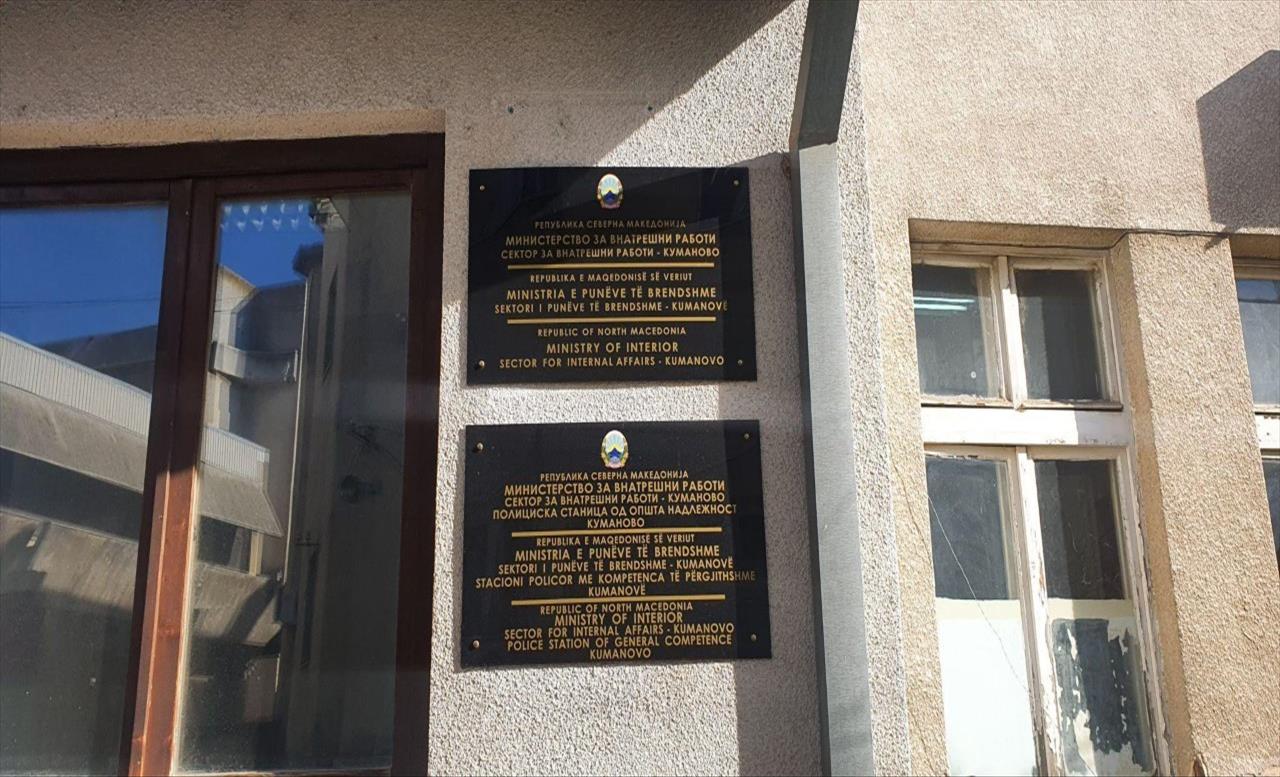 РЕПУБЛИКА СЕВЕРНА МАКЕДОНИЈА
МИНИСТЕРСТВО ЗА ВНАТРЕШНИ РАБОТИ
СЕКТОР ЗА ВНАТРЕШНИ РАБОТИ - КУМАНОВО
REPUBLIKA E MAQEDONISË SË VERIUT
MINISTRIA E PUNËVE TË BRENDSHME
SEKTORI I PUNËVE TË BRENDSHME - KUMANOVË
REPUBLIC OF NORTH MACEDONIA
MINISTRY OF INTERIOR
SECTOR FOR INTERNAL AFFAIRS - KUMANOVO
РЕПУБЛИКА СЕВЕРНА МАКЕДОНИЈА
МИНИСТЕРСТВО ЗА ВНАТРЕШНИ РАБОТИ
СЕКТОР ЗА ВНАТРЕШНИ РАБОТИ - КУМАНОВО
ПОЛИЦИСКА СТАНИЦА ОД ОПШТА НАДЛЕЖНОСТ
КУМАНОВО
REPUBLIKA E MAQEDONISË SË VERIUT
MINISTRIA E PUNËVE TË BRENDSHME
SEKTORI I PUNËVE TË BRENDSHME - KUMANOVË
STACIONI POLICOR ME KOMPETENCA TË PËRGJITHSHME
KUMANOVË
REPUBLIC OF NORTH MACEDONIA
MINISTRY OF INTERIOR
SECTOR FOR INTERNAL AFFAIRS - KUMANOVO
POLICE STATION OF GENERAL COMPETENCE
KUMANOVO